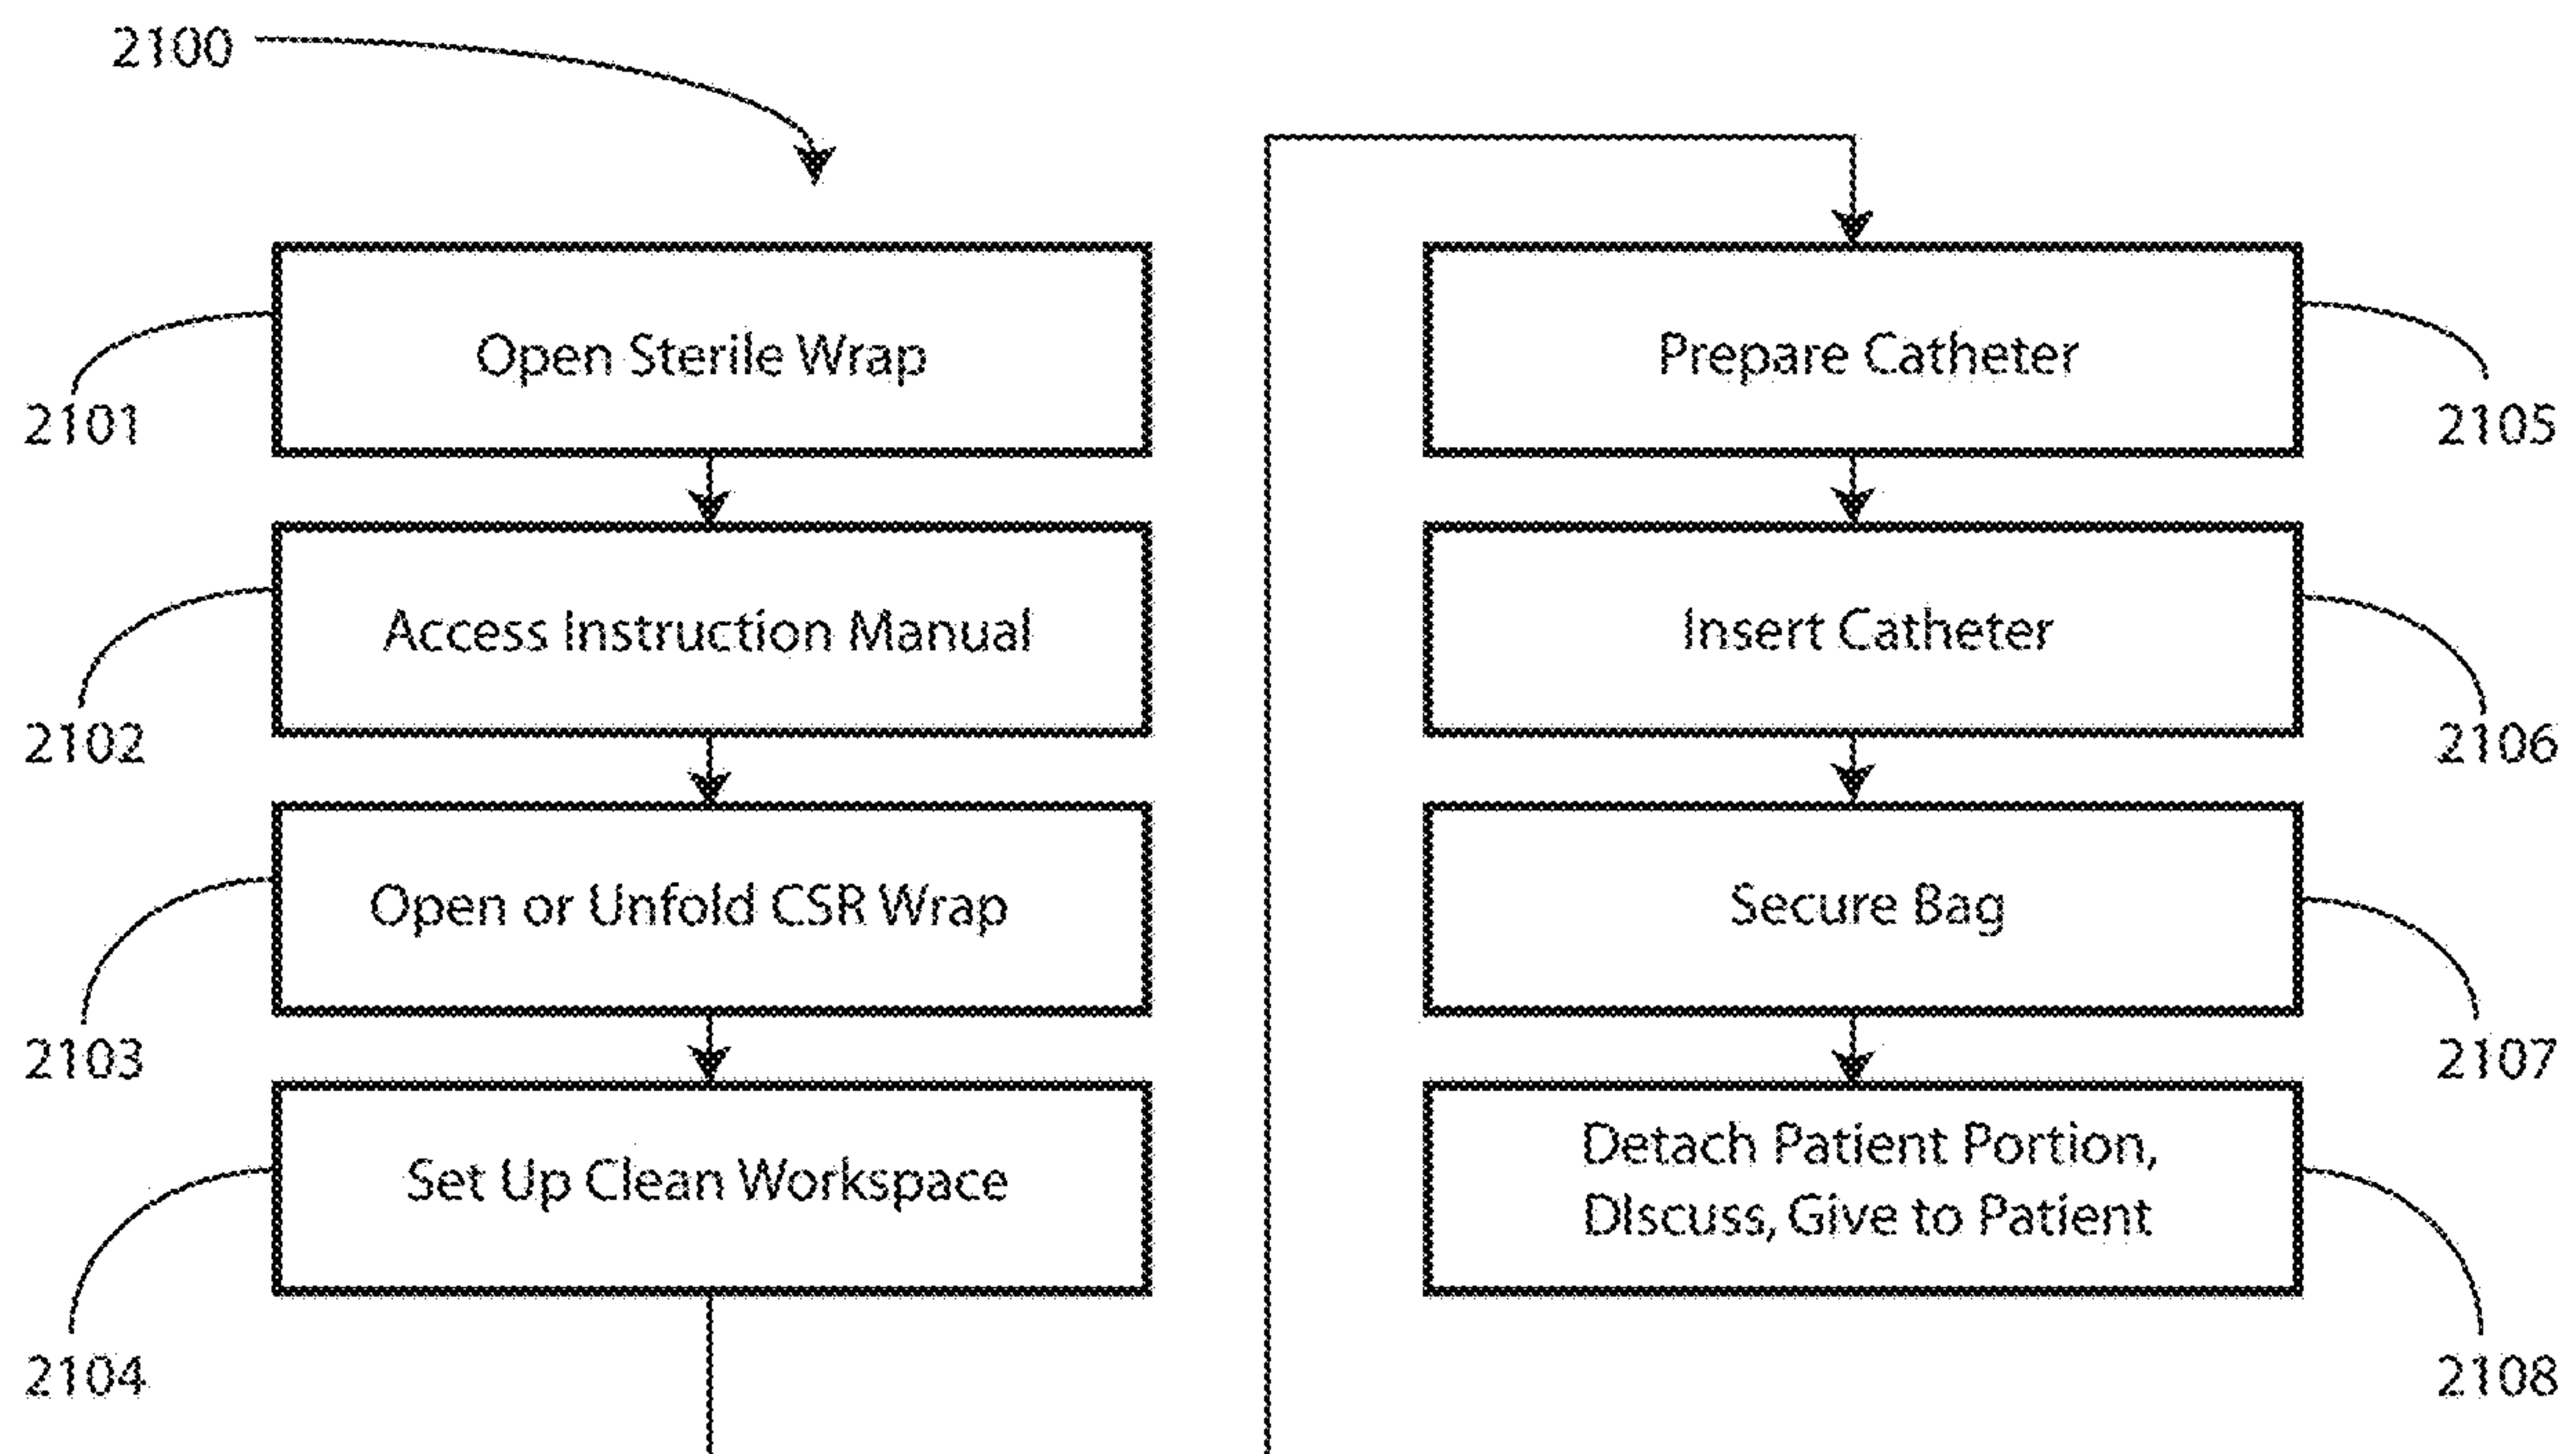 2100
Open Sterile Wrap
2101
Access Instruction Manual
2102
Open or Unfold CSR Wrap
2103
Set Up Clean Workspace
2104
Prepare Catheter
2105
Insert Catheter
2106
Secure Bag
2107
Detach Patient Portion,
DIscuss, Give to Patient
2108